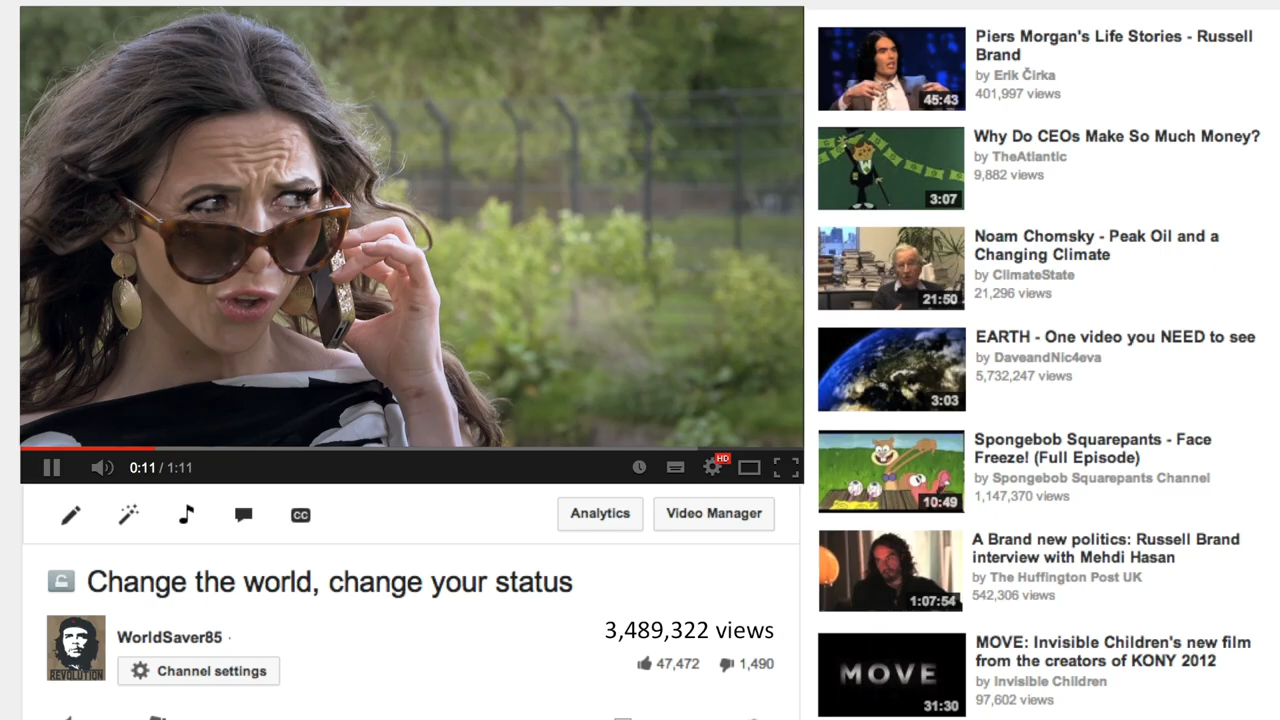 HD
0:11 / 1:11
Analytics
Video Manager
CC
Change the world, change your status
REVOLUTION
WorldSaver85 ·
Channel settings
3,489,322 views
47,472
1,490
45:43
Piers Morgan's Life Stories - Russell
Brand
by Erik Čirka
401,997 views
3:07
Why Do CEOs Make So Much Money?
by TheAtlantic
9,882 views
21:50
Noam Chomsky - Peak Oil and a
Changing Climate
by ClimateState
21,296 views
3:03
EARTH - One video you NEED to see
by DaveandNic4eva
5,732,247 views
10:49
Spongebob Squarepants - Face
Freeze! (Full Episode)
by Spongebob Squarepants Channel
1,147,370 views
1:07:54
A Brand new politics: Russell Brand
interview with Mehdi Hasan
by The Huffington Post UK
542,306 views
MOVE
31:30
MOVE: Invisible Children's new film
from the creators of KONY 2012
by Invisible Children
97,602 views